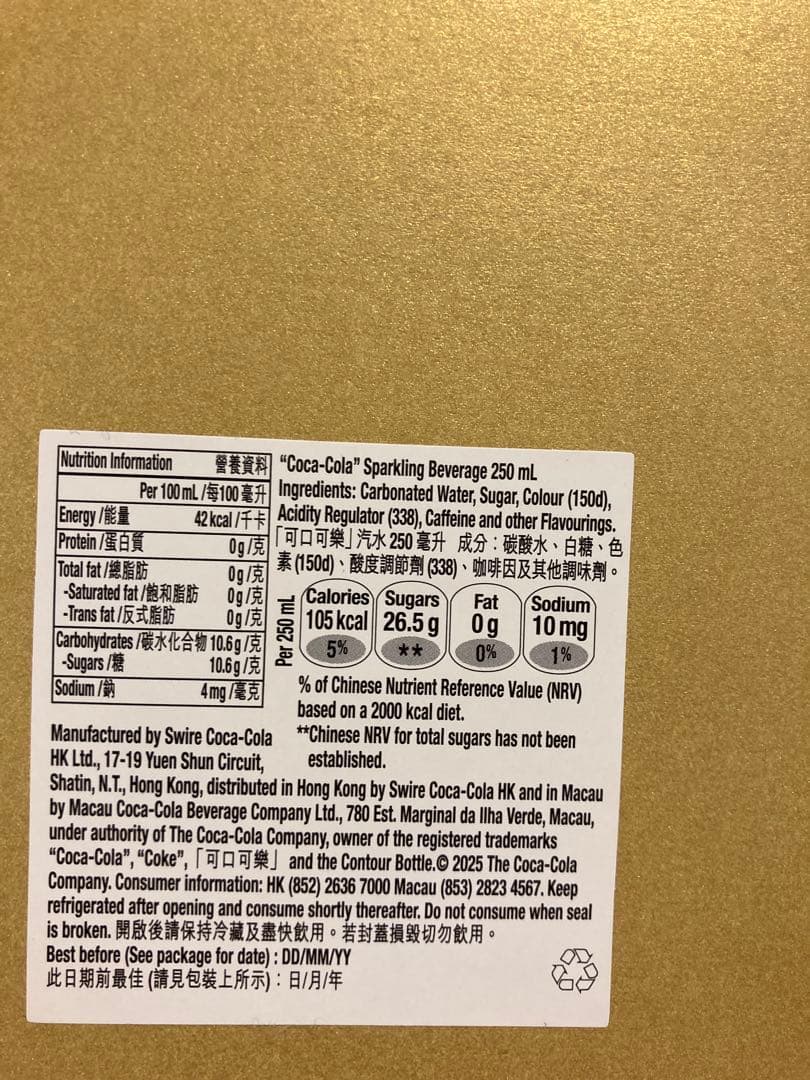 Nutrition Information 營養資料
Per 100 mL /每100 毫升
Energy /能量 42 kcal /千卡
Protein /蛋白質 0 g /克
Total fat /總脂肪 0 g /克
-Saturated fat /飽和脂肪 0 g /克
-Trans fat /反式脂肪 0 g /克
Carbohydrates /碳水化合物 10.6 g /克
-Sugars /糖 10.6 g /克
Sodium /鈉 4 mg /毫克
“Coca-Cola” Sparkling Beverage 250 mL
Ingredients: Carbonated Water, Sugar, Colour (150d),
Acidity Regulator (338), Caffeine and other Flavourings.
「可口可樂」汽水 250 毫升 成分：碳酸水、白糖、色
素 (150d)、酸度調節劑 (338)、咖啡因及其他調味劑。
Per 250 mL
Calories Sugars Fat Sodium
105 kcal 26.5 g 0 g 10 mg
5% ** 0% 1%
% of Chinese Nutrient Reference Value (NRV)
based on a 2000 kcal diet.
**Chinese NRV for total sugars has not been
established.
Manufactured by Swire Coca-Cola
HK Ltd., 17-19 Yuen Shun Circuit,
Shatin, N.T., Hong Kong, distributed in Hong Kong by Swire Coca-Cola HK and in Macau
by Macau Coca-Cola Beverage Company Ltd., 780 Est. Marginal da Ilha Verde, Macau,
under authority of The Coca-Cola Company, owner of the registered trademarks
“Coca-Cola”, “Coke”, 「可口可樂」 and the Contour Bottle.© 2025 The Coca-Cola
Company. Consumer information: HK (852) 2636 7000 Macau (853) 2823 4567. Keep
refrigerated after opening and consume shortly thereafter. Do not consume when seal
is broken. 開啟後請保持冷藏及盡快飲用。若封蓋損毀切勿飲用。
Best before (See package for date) : DD/MM/YY
此日期前最佳 (請見包裝上所示)：日/月/年